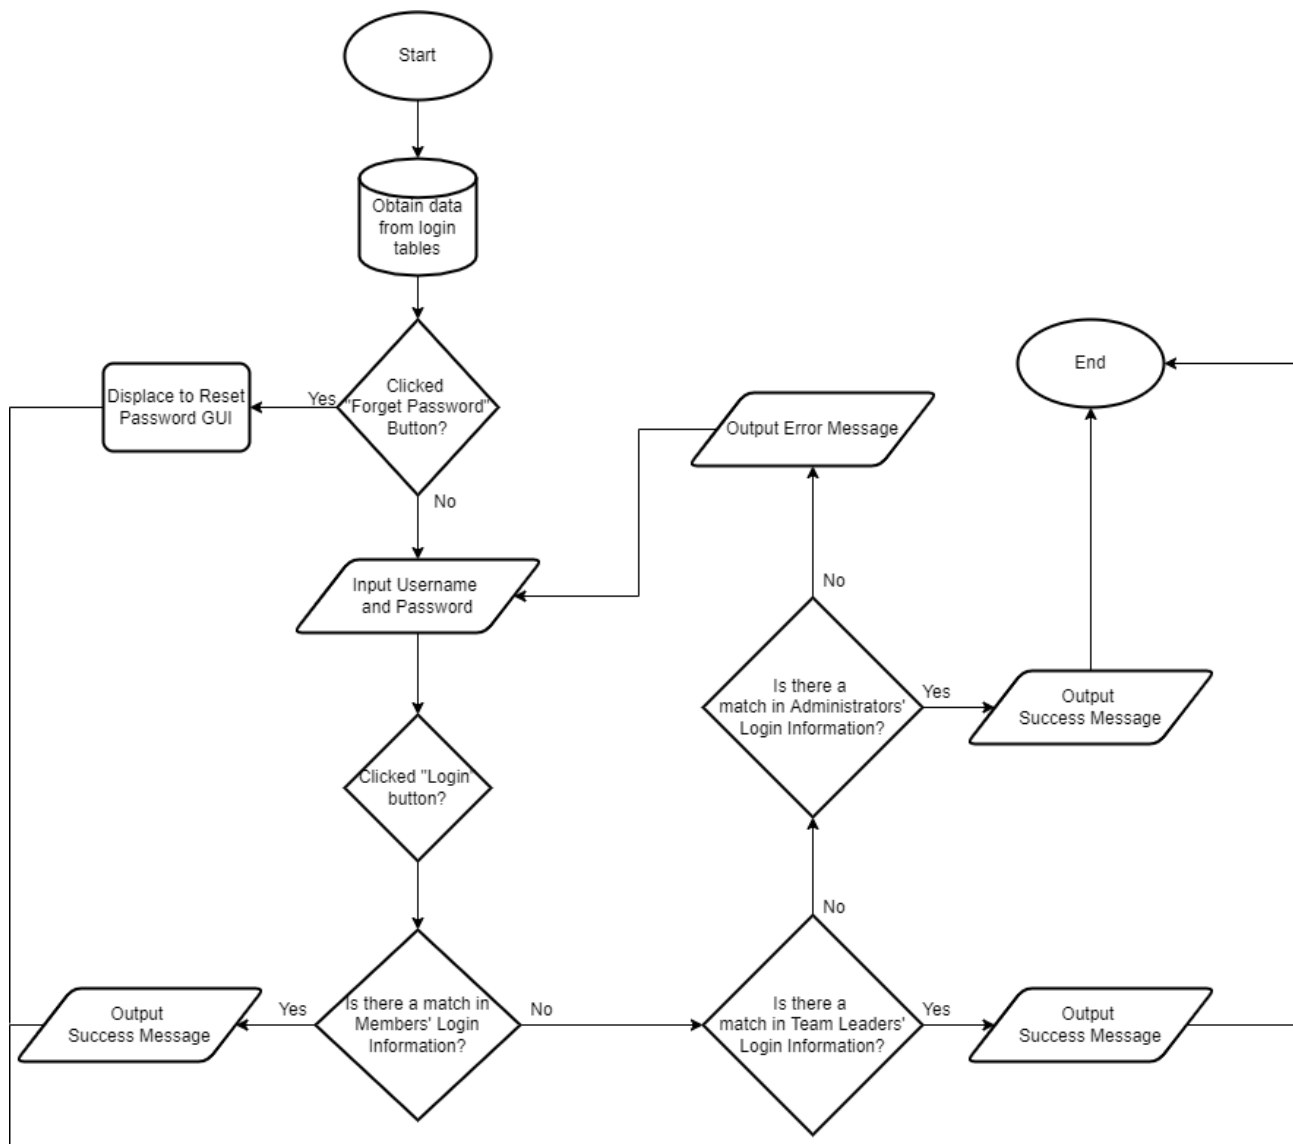 Start
Obtain data
from login
tables
Clicked
"Forget Password"
Button?
Yes
Displace to Reset
Password GUI
No
Input Username
and Password
Clicked "Login"
button?
Is there a match in
Members' Login
Information?
Yes
Output
Success Message
No
Is there a
match in Team Leaders'
Login Information?
Yes
Output
Success Message
No
Is there a
match in Administrators'
Login Information?
Yes
Output
Success Message
No
Output Error Message
End